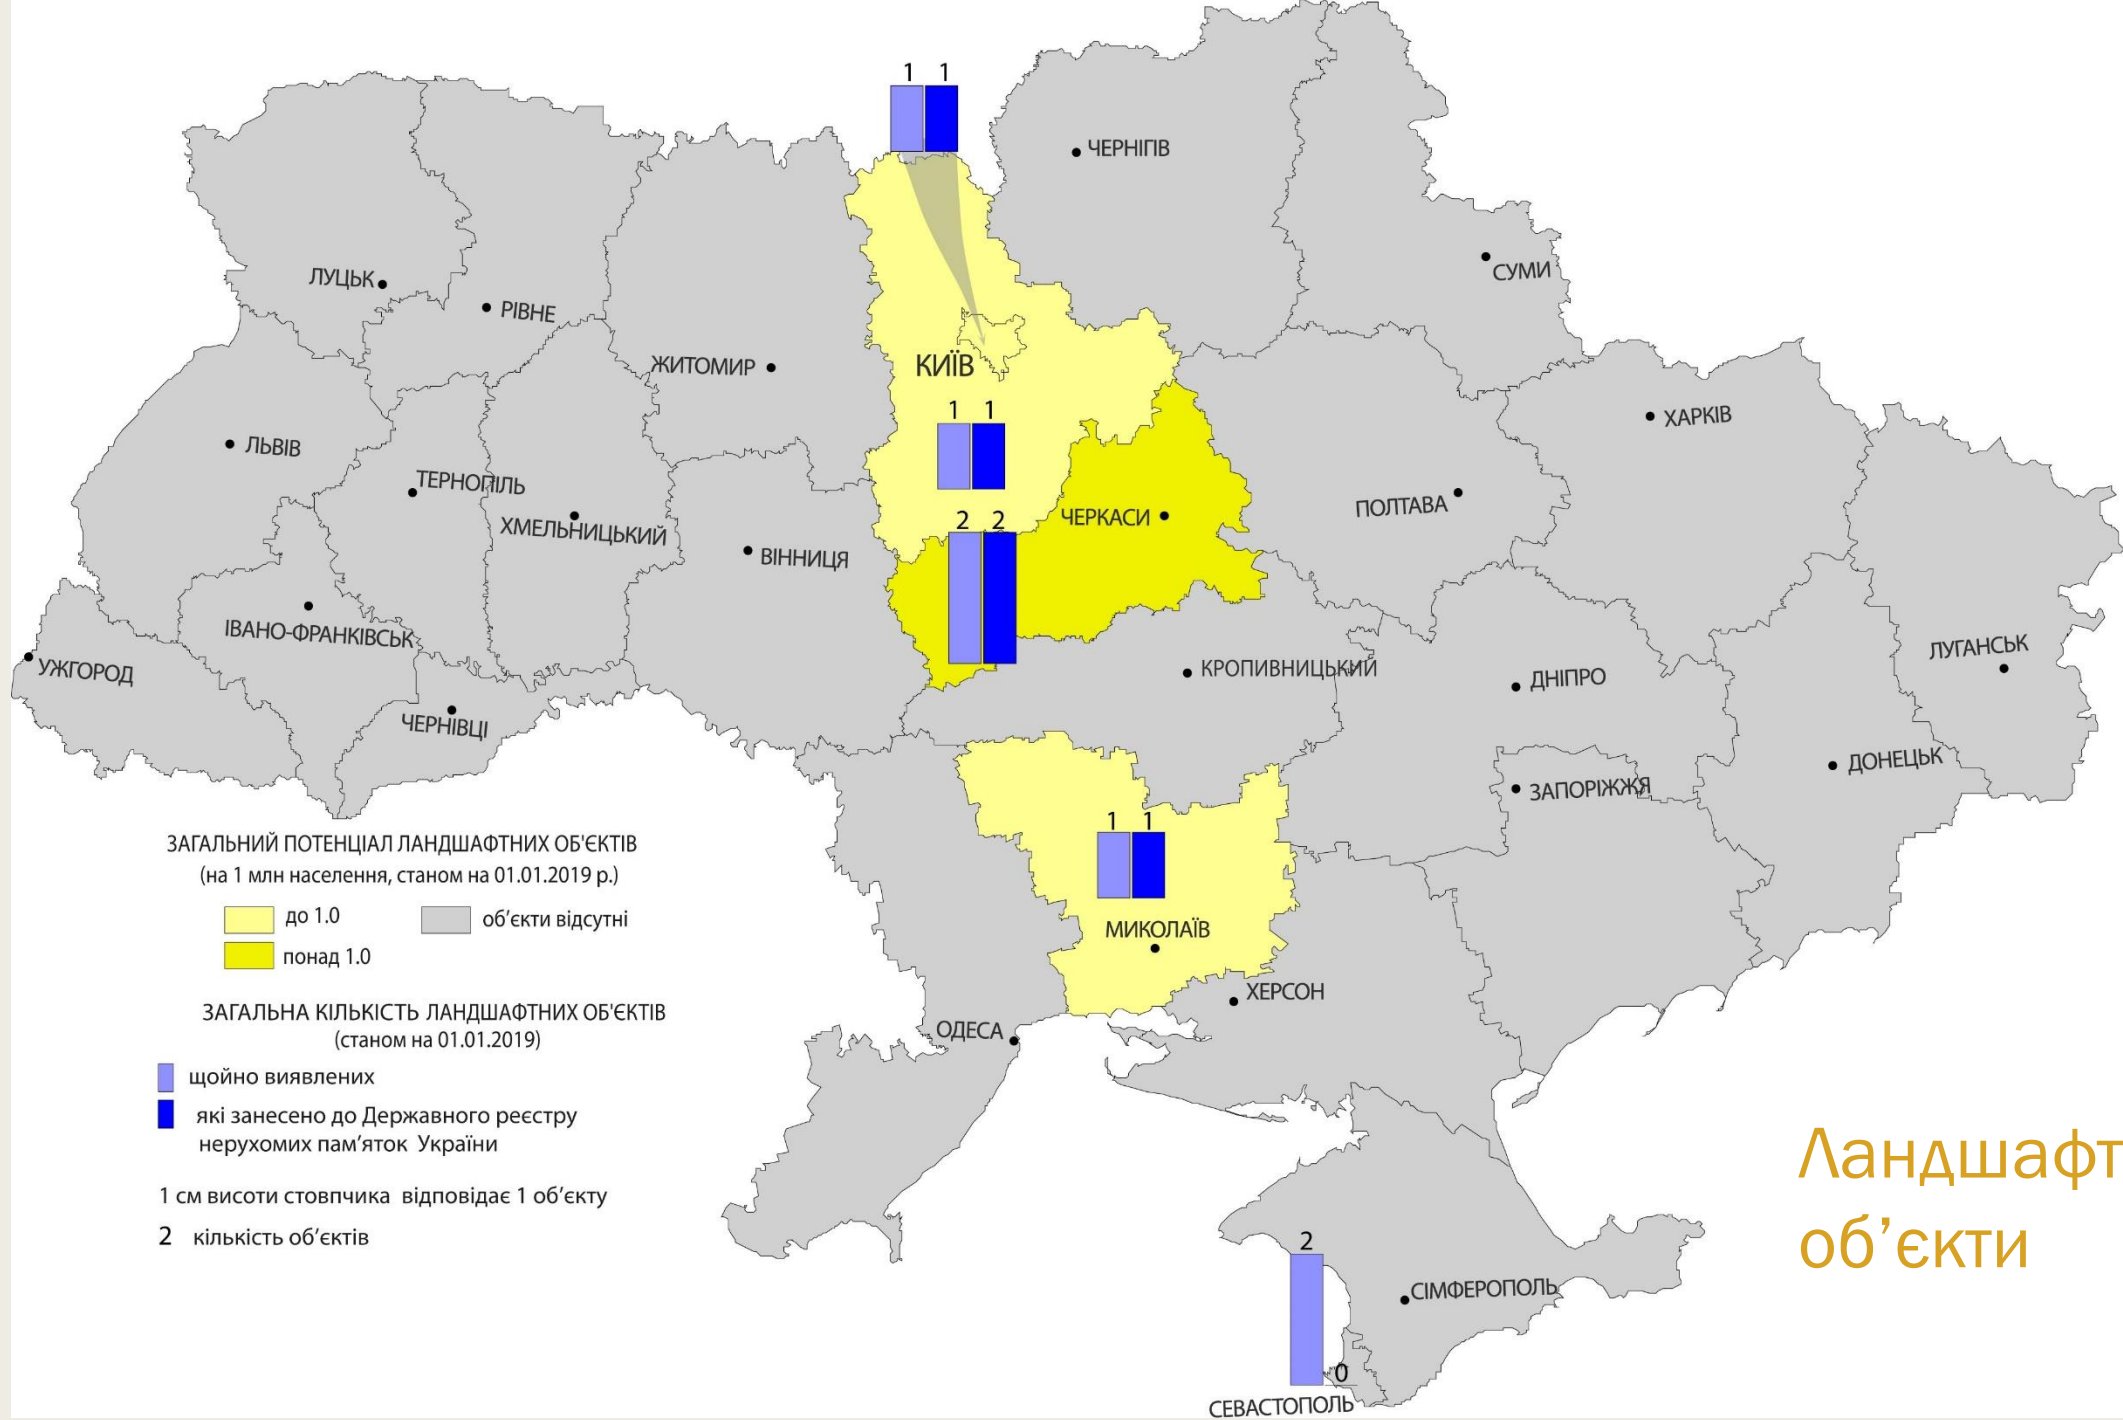 1 1
ЧЕРНІГІВ
СУМИ
ЛУЦЬК
РІВНЕ
ЖИТОМИР
КИЇВ
1 1
ХАРКІВ
ЛЬВІВ
ТЕРНОПІЛЬ
ХМЕЛЬНИЦЬКИЙ
ВІННИЦЯ
2 2
ЧЕРКАСИ
ПОЛТАВА
ІВАНО-ФРАНКІВСЬК
УЖГОРОД
ЧЕРНІВЦІ
КРОПИВНИЦЬКИЙ
ДНІПРО
ЛУГАНСЬК
ДОНЕЦЬК
ЗАПОРІЖЖЯ
1 1
МИКОЛАЇВ
ХЕРСОН
ОДЕСА
ЗАГАЛЬНИЙ ПОТЕНЦІАЛ ЛАНДШАФТНИХ ОБ'ЄКТІВ
(на 1 млн населення, станом на 01.01.2019 р.)
до 1.0
об'єкти відсутні
понад 1.0
ЗАГАЛЬНА КІЛЬКІСТЬ ЛАНДШАФТНИХ ОБ'ЄКТІВ
(станом на 01.01.2019)
щойно виявлених
які занесено до Державного реєстру
нерухомих пам'яток України
1 см висоти стовпчика відповідає 1 об'єкту
2 кількість об'єктів
2
0
СІМФЕРОПОЛЬ
СЕВАСТОПОЛЬ
Ландшафт
об’єкти